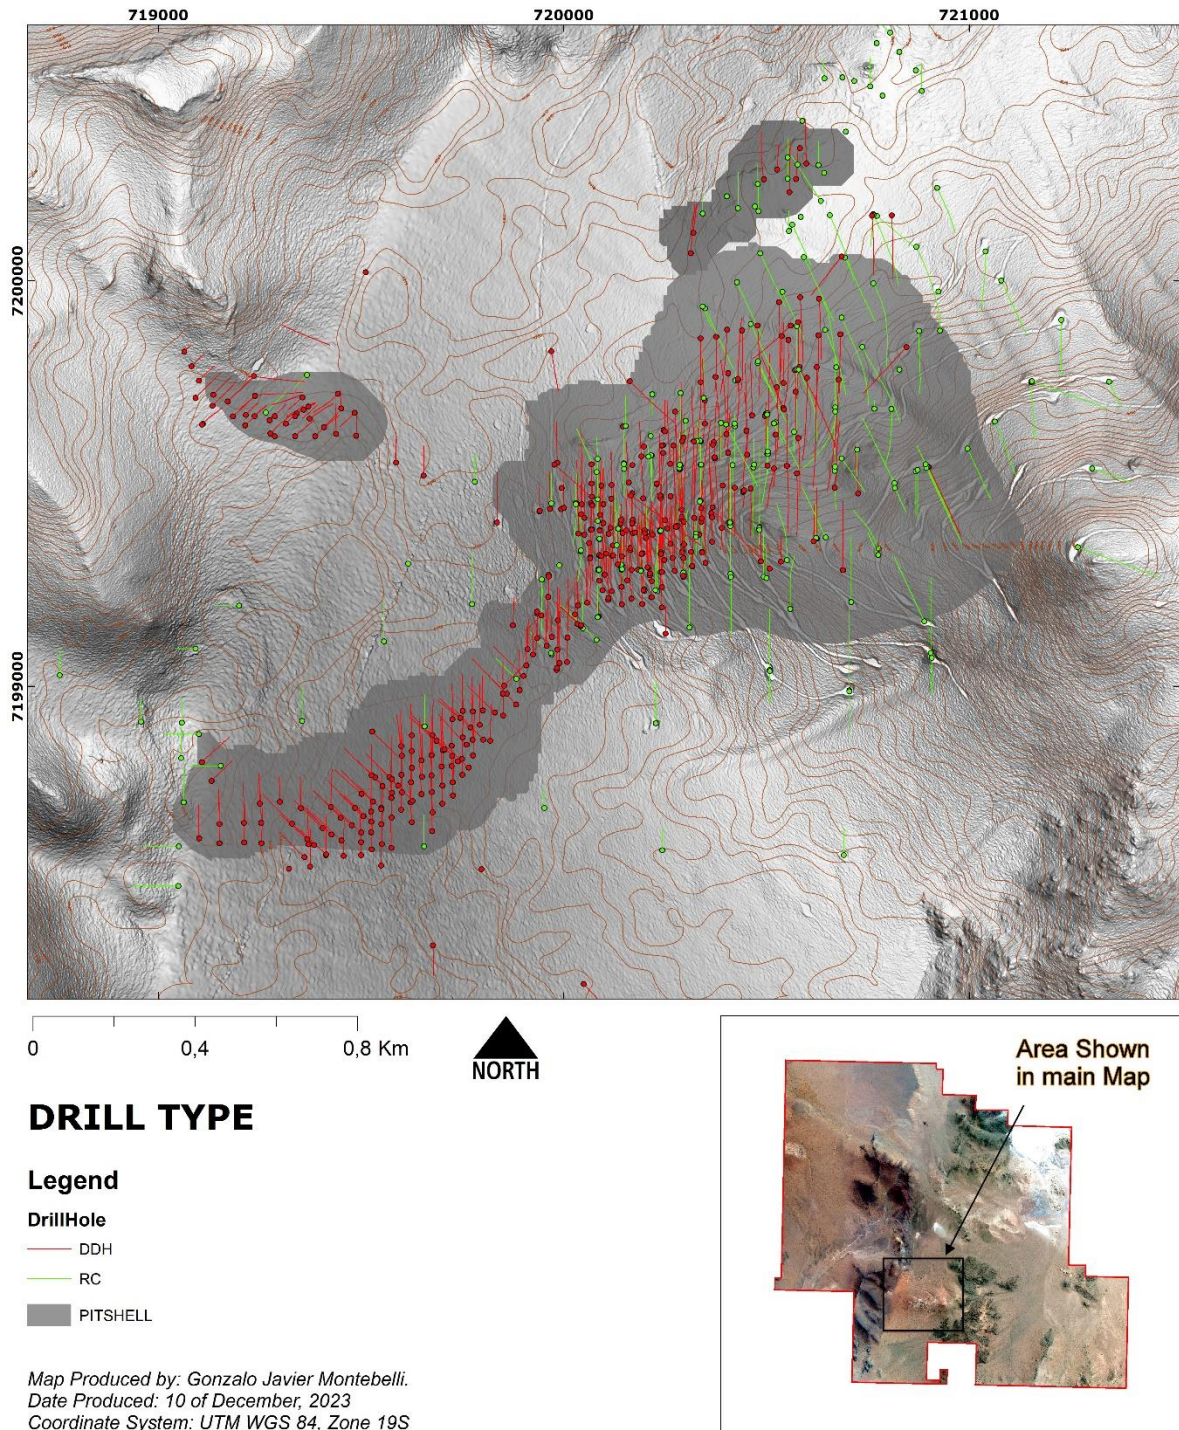 719000 720000 721000
7200000
7199000
0 0,4 0,8 Km
NORTH
Area Shown
in main Map
DRILL TYPE
Legend
DrillHole
DDH
RC
PITSHELL
Map Produced by: Gonzalo Javier Montebelli.
Date Produced: 10 of December, 2023
Coordinate System: UTM WGS 84, Zone 19S